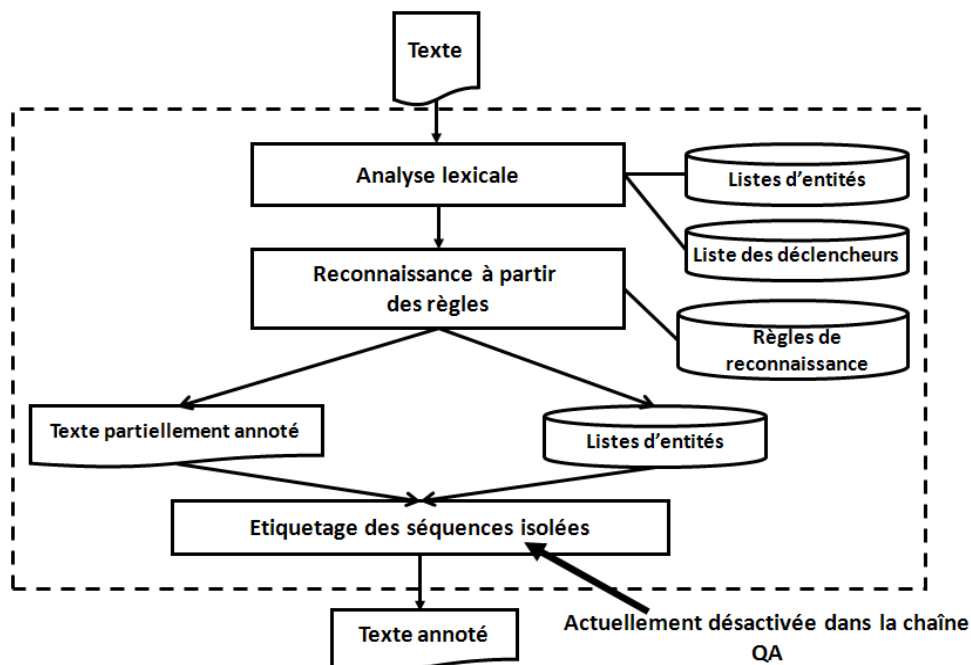 Texte
Analyse lexicale
Listes d'entités
Liste des déclencheurs
Reconnaissance à partir
des règles
Règles de
reconnaissance
Texte partiellement annoté
Listes d'entités
Etiquetage des séquences isolées
Actuellement désactivée dans la chaîne
QA
Texte annoté